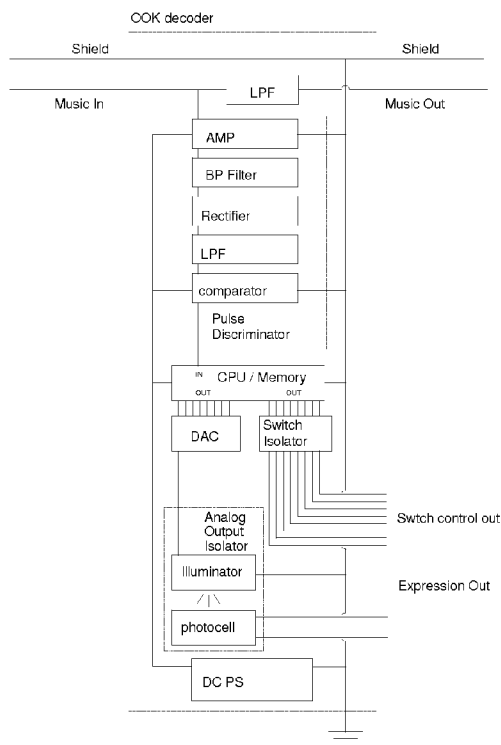 OOK decoder
Shield
Shield
LPF
Music In
Music Out
AMP
BP Filter
Rectifier
LPF
comparator
Pulse
Discriminator
IN
CPU / Memory
OUT
OUT
DAC
Switch
Isolator
Analog
Output
Isolator
Swtch control out
Illuminator
Expression Out
photocell
DC PS